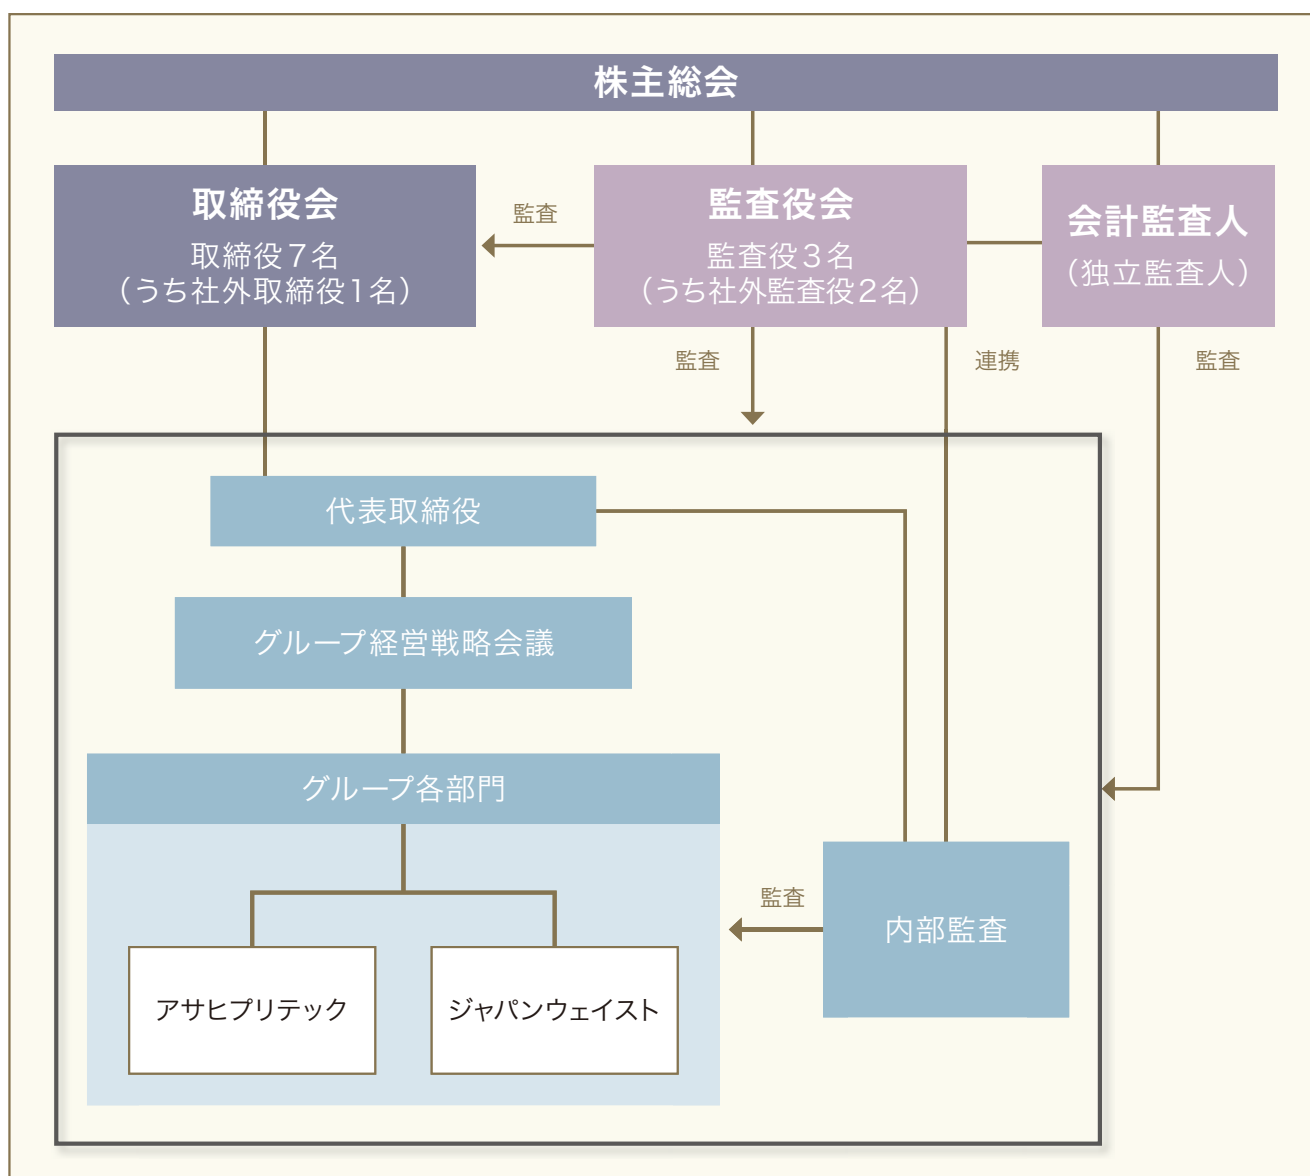 株主総会
取締役会
取締役７名
（うち社外取締役１名）
監査
監査役会
監査役３名
（うち社外監査役２名）
会計監査人
（独立監査人）
監査
連携
監査
代表取締役
グループ経営戦略会議
グループ各部門
監査
内部監査
アサヒプリテック
ジャパンウェイスト